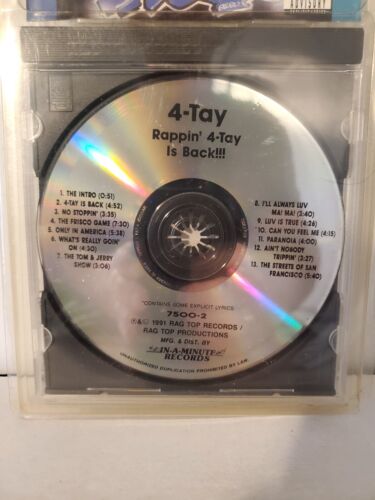 ADVISORY
4-Tay
Rappin' 4-Tay
Is Back!!!
1. THE INTRO (0:51)
2. 4-TAY IS BACK (4:52)
3. NO STOPPIN' (3:35)
4. THE FRISCO GAME (7:30)
5. ONLY IN AMERICA (5:38)
6. WHAT'S REALLY GOIN'
ON (4:30)
7. THE TOM & JERRY
SHOW (3:06)
8. I'LL ALWAYS LUV
MA! MA! (3:40)
9. LUV IS TRUE (4:26)
10. CAN YOU FEEL ME (4:15)
11. PARANOIA (4:00)
12. AIN'T NOBODY
TRIPPIN' (3:27)
13. THE STREETS OF SAN
FRANCISCO (5:40)
*CONTAINS SOME EXPLICIT LYRICS
7500-2
℗&© 1991 RAG TOP RECORDS /
RAG TOP PRODUCTIONS
MFG. & DIST. BY
IN-A-MINUTE
RECORDS
UNAUTHORIZED DUPLICATION PROHIBITED BY LAW.